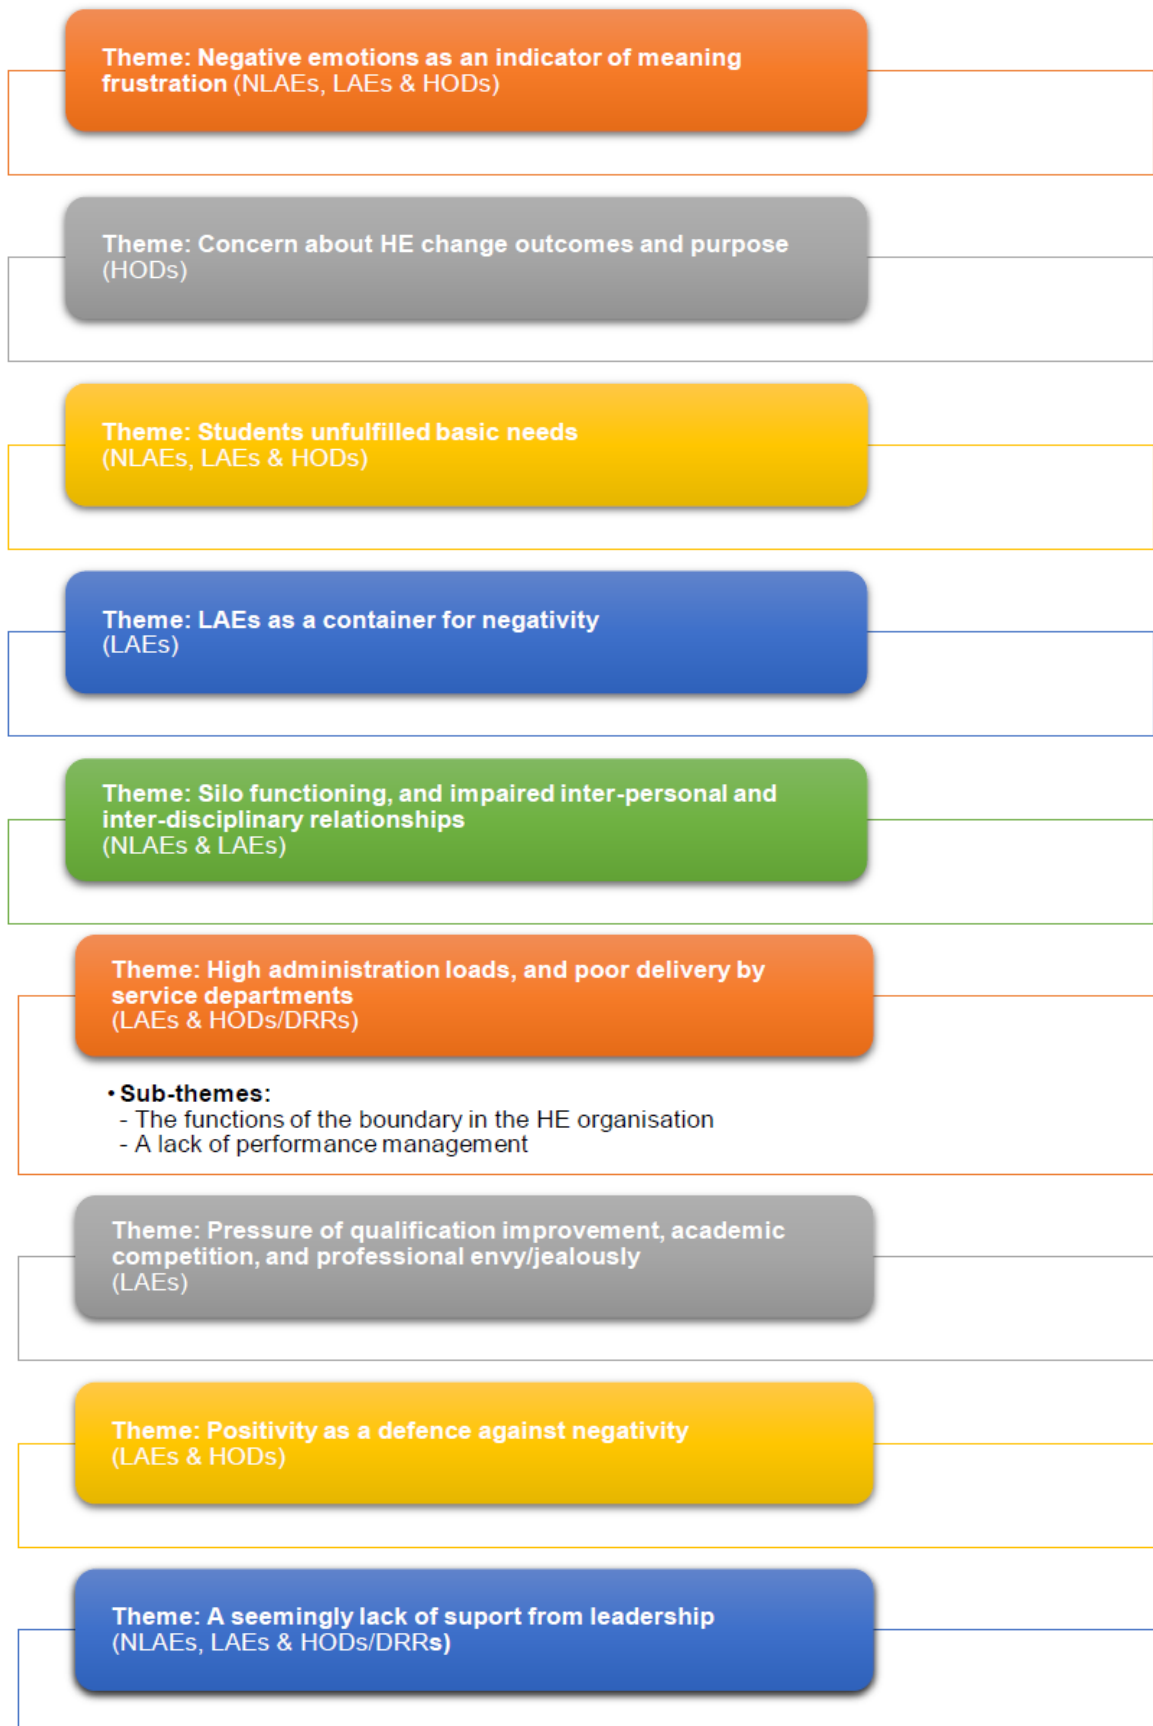 Theme: Negative emotions as an indicator of meaning
frustration (NLAEs, LAEs & HODs)
Theme: Concern about HE change outcomes and purpose
(HODs)
Theme: Students unfulfilled basic needs
(NLAEs, LAEs & HODs)
Theme: LAEs as a container for negativity
(LAEs)
Theme: Silo functioning, and impaired inter-personal and
inter-disciplinary relationships
(NLAEs & LAEs)
Theme: High administration loads, and poor delivery by
service departments
(LAEs & HODs/DRRs)
• Sub-themes:
- The functions of the boundary in the HE organisation
- A lack of performance management
Theme: Pressure of qualification improvement, academic
competition, and professional envy/jealously
(LAEs)
Theme: Positivity as a defence against negativity
(LAEs & HODs)
Theme: A seemingly lack of suport from leadership
(NLAEs, LAEs & HODs/DRRs)